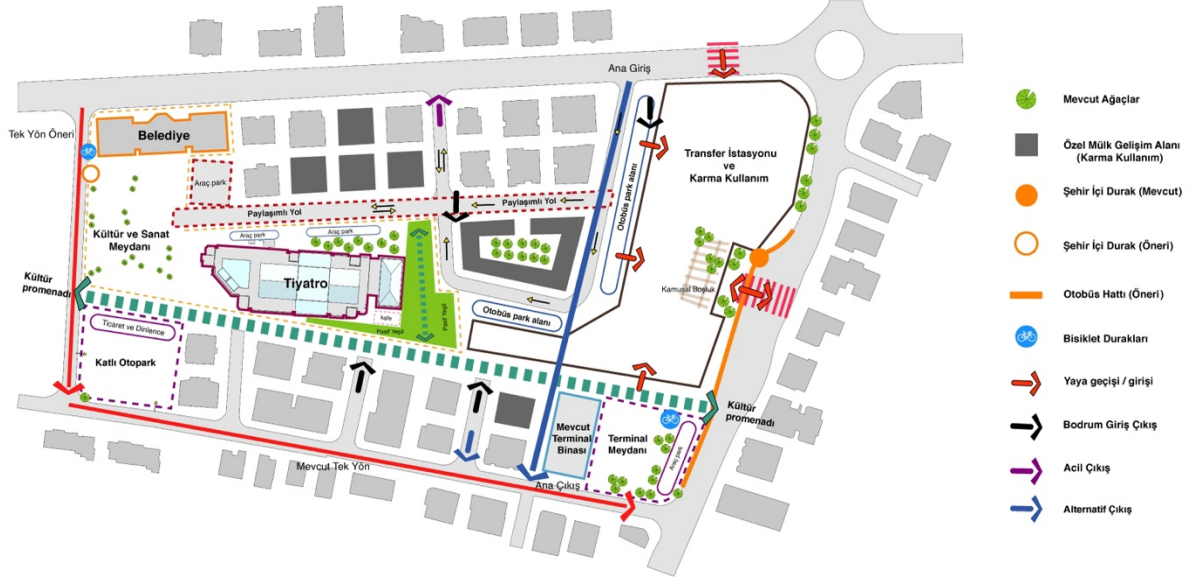 Ana Giriş
Tek Yön Öneri
Belediye
Araç park
Transfer İstasyonu
ve
Karma Kullanım
Otobüs park alanı
Paylaşımlı Yol
Paylaşımlı Yol
Kültür ve Sanat
Meydanı
Araç park
Araç park
Tiyatro
Kamusal Boşluk
Kültür
promenadı
kafe
Pasif Yeşil
Pasif Yeşil
Otobüs park alanı
Ticaret ve Dinlence
Katlı Otopark
Kültür
promenadı
Mevcut
Terminal
Binası
Terminal
Meydanı
Araç park
Mevcut Tek Yön
Ana Çıkış
Mevcut Ağaçlar
Özel Mülk Gelişim Alanı
(Karma Kullanım)
Şehir İçi Durak (Mevcut)
Şehir İçi Durak (Öneri)
Otobüs Hattı (Öneri)
Bisiklet Durakları
Yaya geçişi / girişi
Bodrum Giriş Çıkış
Acil Çıkış
Alternatif Çıkış